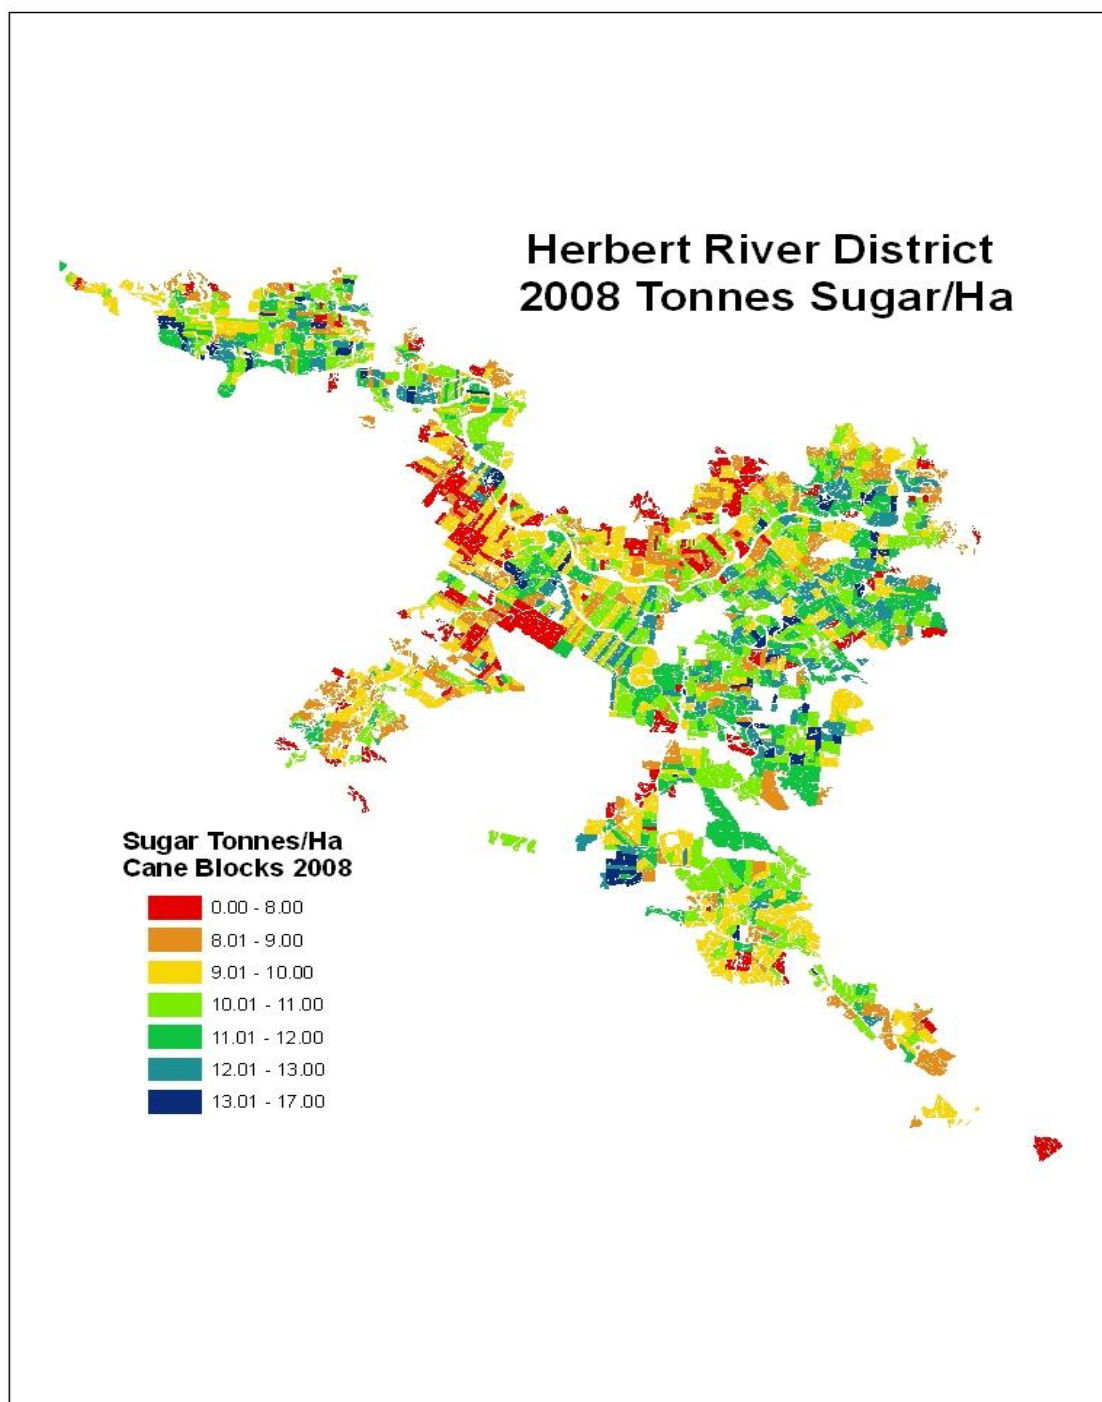 Herbert River District
2008 Tonnes Sugar/Ha
Sugar Tonnes/Ha
Cane Blocks 2008
0.00 - 8.00
8.01 - 9.00
9.01 - 10.00
10.01 - 11.00
11.01 - 12.00
12.01 - 13.00
13.01 - 17.00